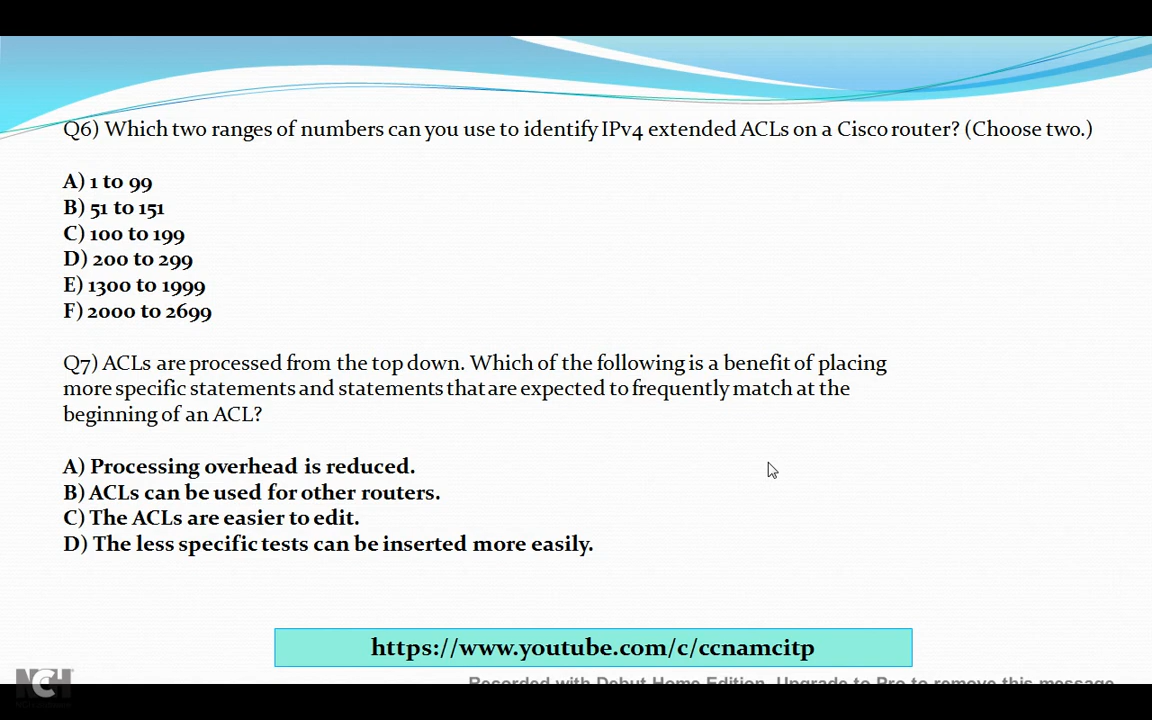 Q6) Which two ranges of numbers can you use to identify IPv4 extended ACLs on a Cisco router? (Choose two.)
A) 1 to 99
B) 51 to 151
C) 100 to 199
D) 200 to 299
E) 1300 to 1999
F) 2000 to 2699
Q7) ACLs are processed from the top down. Which of the following is a benefit of placing
more specific statements and statements that are expected to frequently match at the
beginning of an ACL?
A) Processing overhead is reduced.
B) ACLs can be used for other routers.
C) The ACLs are easier to edit.
D) The less specific tests can be inserted more easily.
https://www.youtube.com/c/ccnamcitp
Recorded with Debut Home Edition. Upgrade to Pro to remove this message
NCH